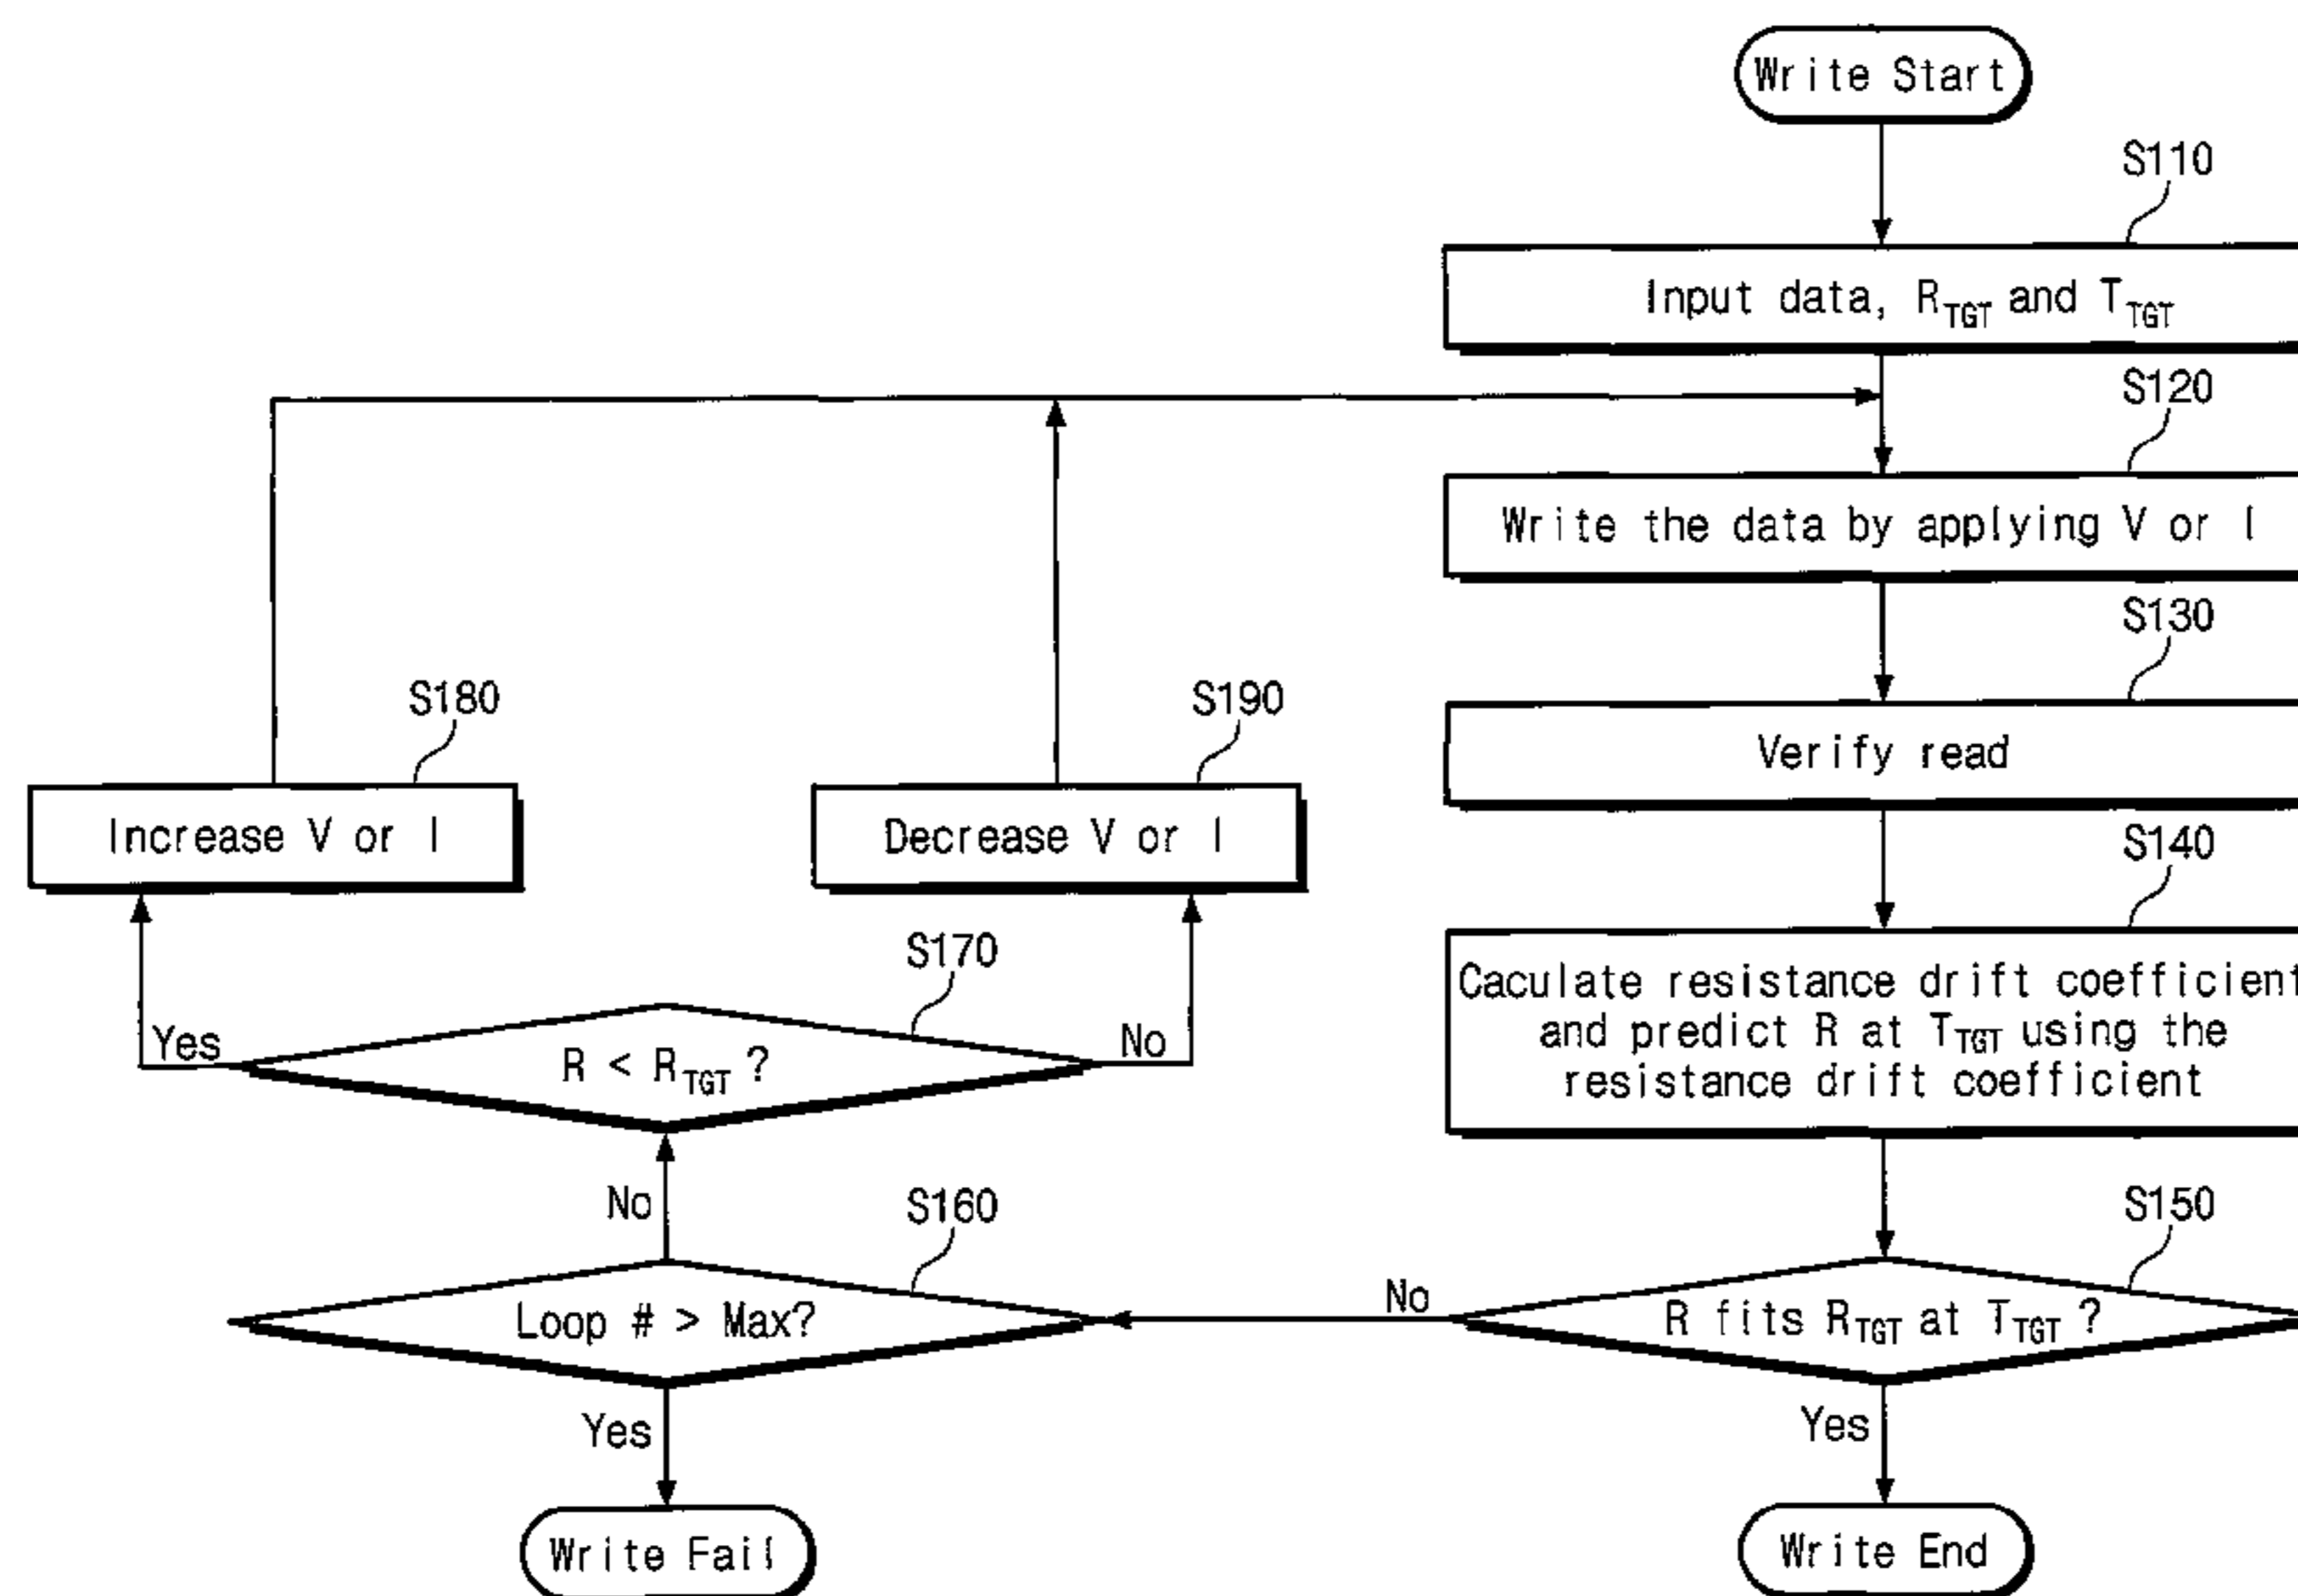 Write Start
S110
Input data, RTGT and TTGT
S120
Write the data by applying V or I
S130
Verify read
S180
S190
Increase V or I
Decrease V or I
S140
Caculate resistance drift coefficient
and predict R at TTGT using the
resistance drift coefficient
S170
Yes
R < RTGT ?
No
No
S160
S150
Loop # > Max?
No
R fits RTGT at TTGT ?
Yes
Yes
Write Fail
Write End